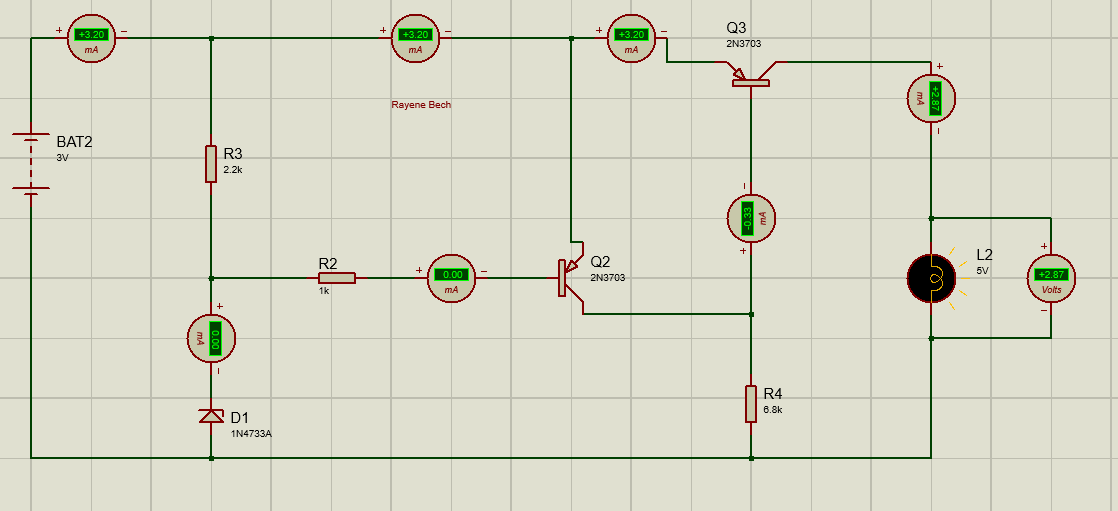 + +3.20 −
mA
+ +3.20 −
mA
+ +3.20 −
mA
Q3
2N3703
+
+2.87
mA
−
Rayene Bech
BAT2
3V
R3
2.2k
−
-0.33
mA
+
R2
1k
+ 0.00 −
mA
Q2
2N3703
L2
5V
+
+2.87
Volts
−
+
0.00
mA
−
D1
1N4733A
R4
6.8k